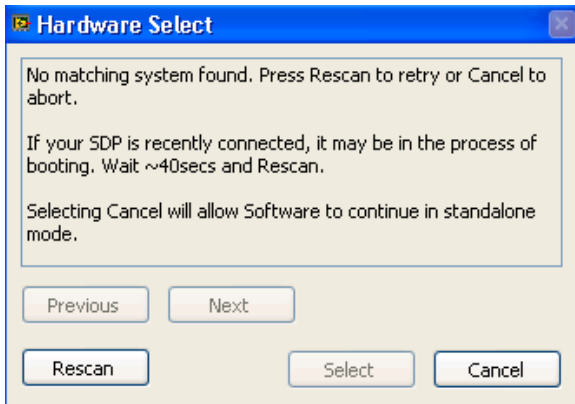 Hardware Select
No matching system found. Press Rescan to retry or Cancel to
abort.
If your SDP is recently connected, it may be in the process of
booting. Wait ~40secs and Rescan.
Selecting Cancel will allow Software to continue in standalone
mode.
Previous Next
Rescan Select Cancel